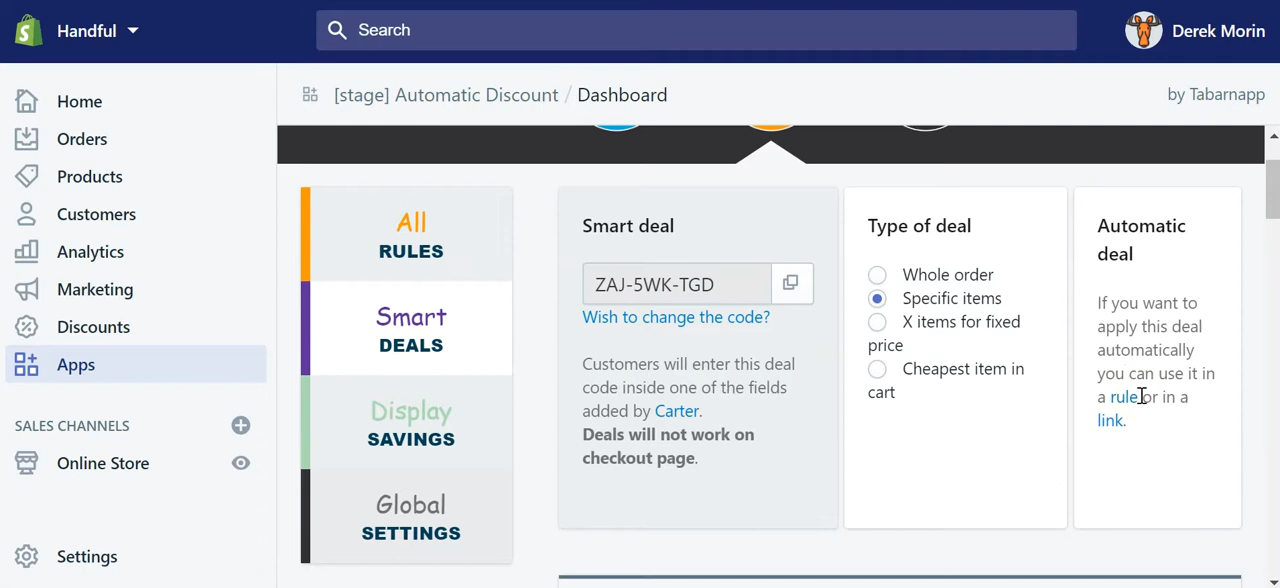 Handful
Search
Derek Morin
Home
Orders
Products
Customers
Analytics
Marketing
Discounts
Apps
SALES CHANNELS
Online Store
Settings
[stage] Automatic Discount / Dashboard
by Tabarnapp
All
RULES
Smart
DEALS
Display
SAVINGS
Global
SETTINGS
Smart deal
ZAJ-5WK-TGD
Wish to change the code?
Customers will enter this deal
code inside one of the fields
added by Carter.
Deals will not work on
checkout page.
Type of deal
Whole order
Specific items
X items for fixed
price
Cheapest item in
cart
Automatic
deal
If you want to
apply this deal
automatically
you can use it in
a rule or in a
link.